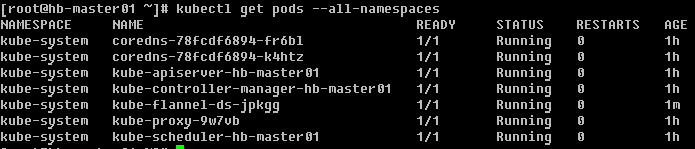 [root@hb-master01 ~]# kubectl get pods --all-namespaces
NAMESPACE NAME READY STATUS RESTARTS AGE
kube-system coredns-78fcdf6894-fr6bl 1/1 Running 0 1h
kube-system coredns-78fcdf6894-k4htz 1/1 Running 0 1h
kube-system kube-apiserver-hb-master01 1/1 Running 0 1h
kube-system kube-controller-manager-hb-master01 1/1 Running 0 1h
kube-system kube-flannel-ds-jpkgg 1/1 Running 0 1m
kube-system kube-proxy-9w7vb 1/1 Running 0 1h
kube-system kube-scheduler-hb-master01 1/1 Running 0 1h